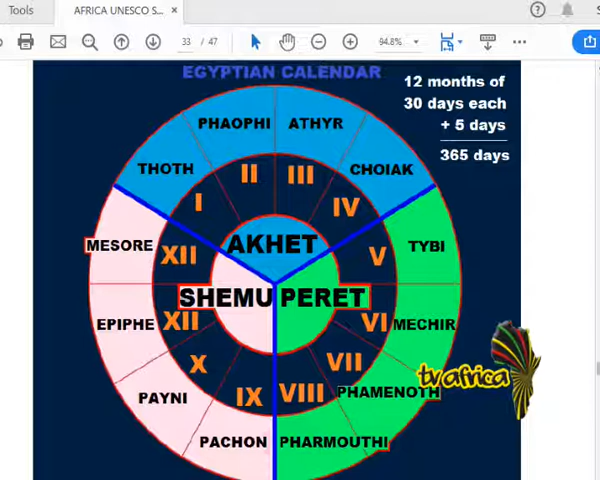 Tools
AFRICA UNESCO S...
33 / 47
94.8%
EGYPTIAN CALENDAR
12 months of
30 days each
+ 5 days
365 days
THOTH
PHAOPHI
ATHYR
CHOIAK
TYBI
MECHIR
PHAMENOTH
PHARMOUTHI
PACHON
PAYNI
EPIPHE
MESORE
I
II
III
IV
V
VI
VII
VIII
IX
X
XII
XII
AKHET
SHEMU
PERET
tv africa